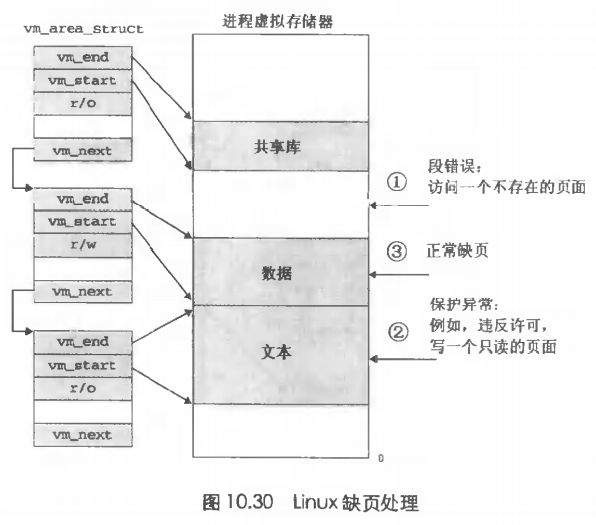 vm_area_struct
进程虚拟存储器
vm_end
vm_start
r/o
vm_next
vm_end
vm_start
r/w
vm_next
vm_end
vm_start
r/o
vm_next
共享库
数据
文本
0
① 段错误：
访问一个不存在的页面
③ 正常缺页
② 保护异常：
例如，违反许可，
写一个只读的页面
图 10.30 Linux 缺页处理